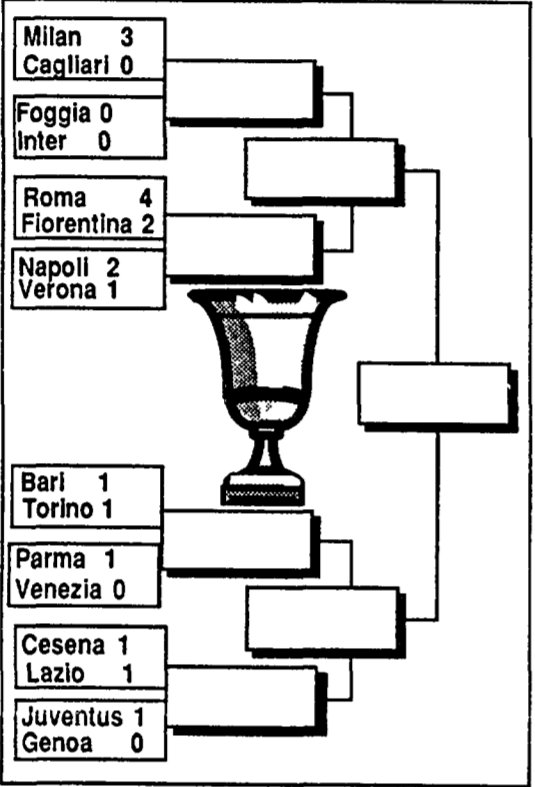 Milan 3
Cagliari 0
Foggia 0
Inter 0
Roma 4
Fiorentina 2
Napoli 2
Verona 1
Bari 1
Torino 1
Parma 1
Venezia 0
Cesena 1
Lazio 1
Juventus 1
Genoa 0